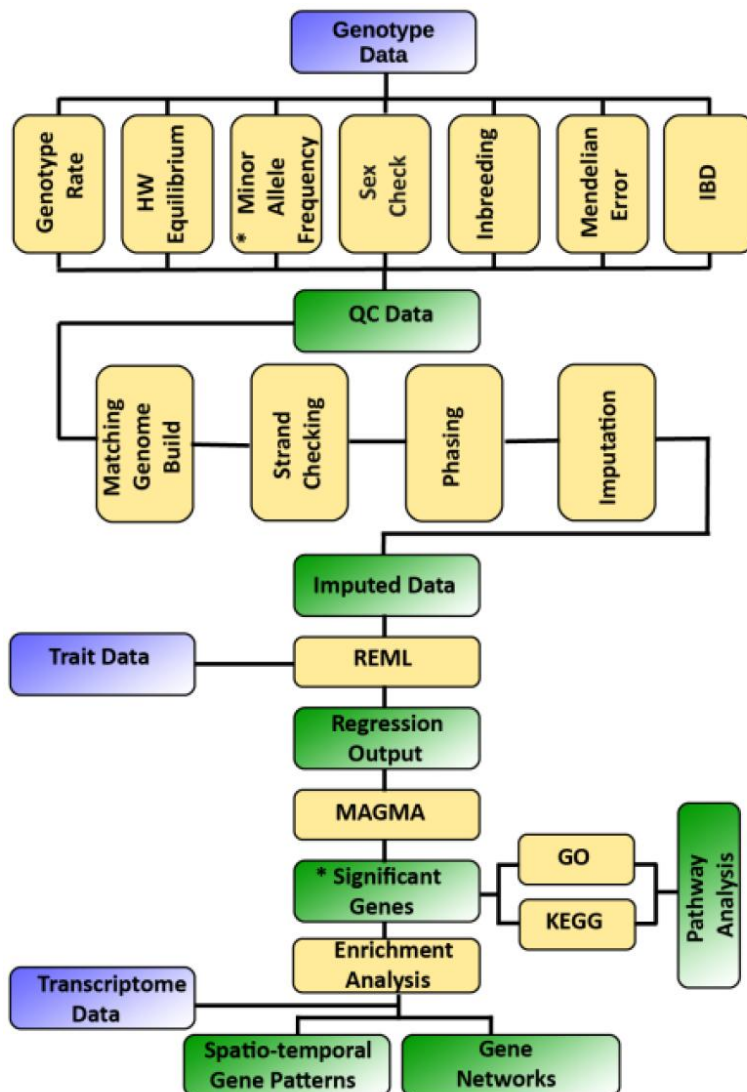 Genotype
Data
Genotype
Rate
HW
Equilibrium
* Minor
Allele
Frequency
Sex
Check
Inbreeding
Mendelian
Error
IBD
QC Data
Matching
Genome
Build
Strand
Checking
Phasing
Imputation
Imputed Data
Trait Data
REML
Regression
Output
MAGMA
* Significant
Genes
GO
KEGG
Pathway
Analysis
Enrichment
Analysis
Transcriptome
Data
Spatio-temporal
Gene Patterns
Gene
Networks